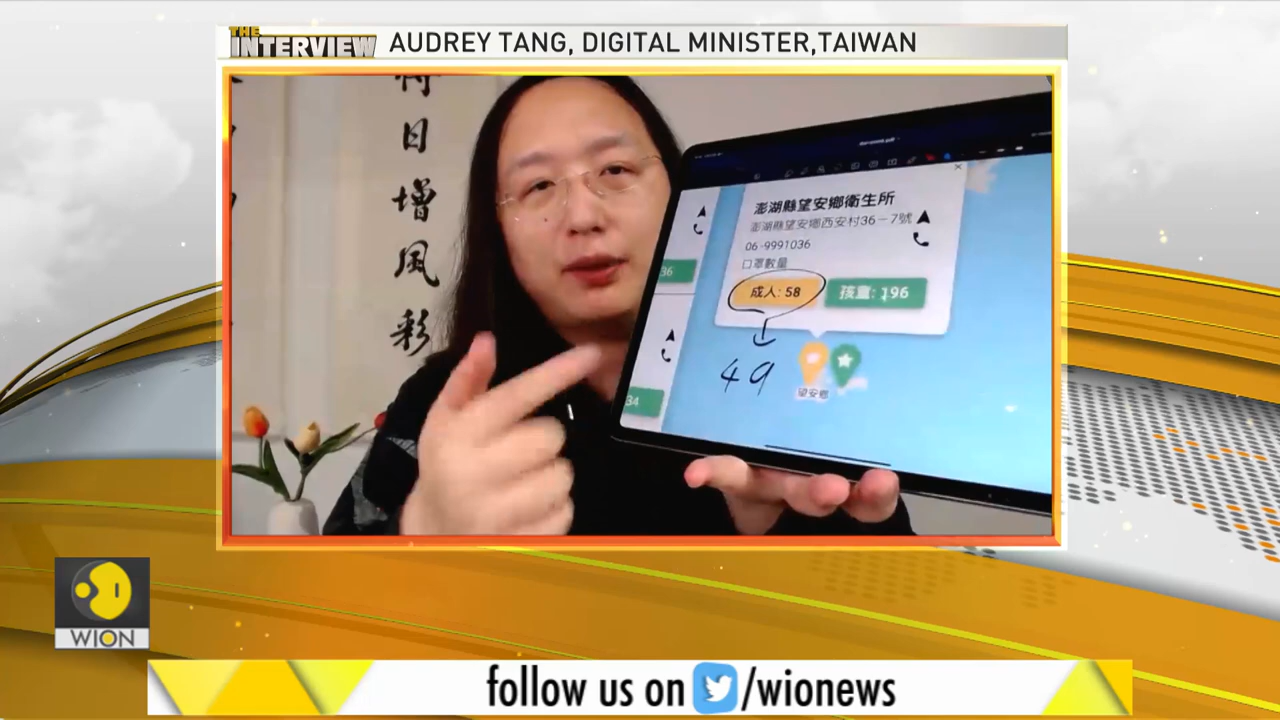 THE INTERVIEW
AUDREY TANG, DIGITAL MINISTER,TAIWAN
日增風彩
澎湖縣望安鄉衛生所
澎湖縣望安鄉西安村36－7號
06-9991036
口罩數量
成人: 58
孩童: 196
49
望安鄉
36
34
WION
follow us on /wionews